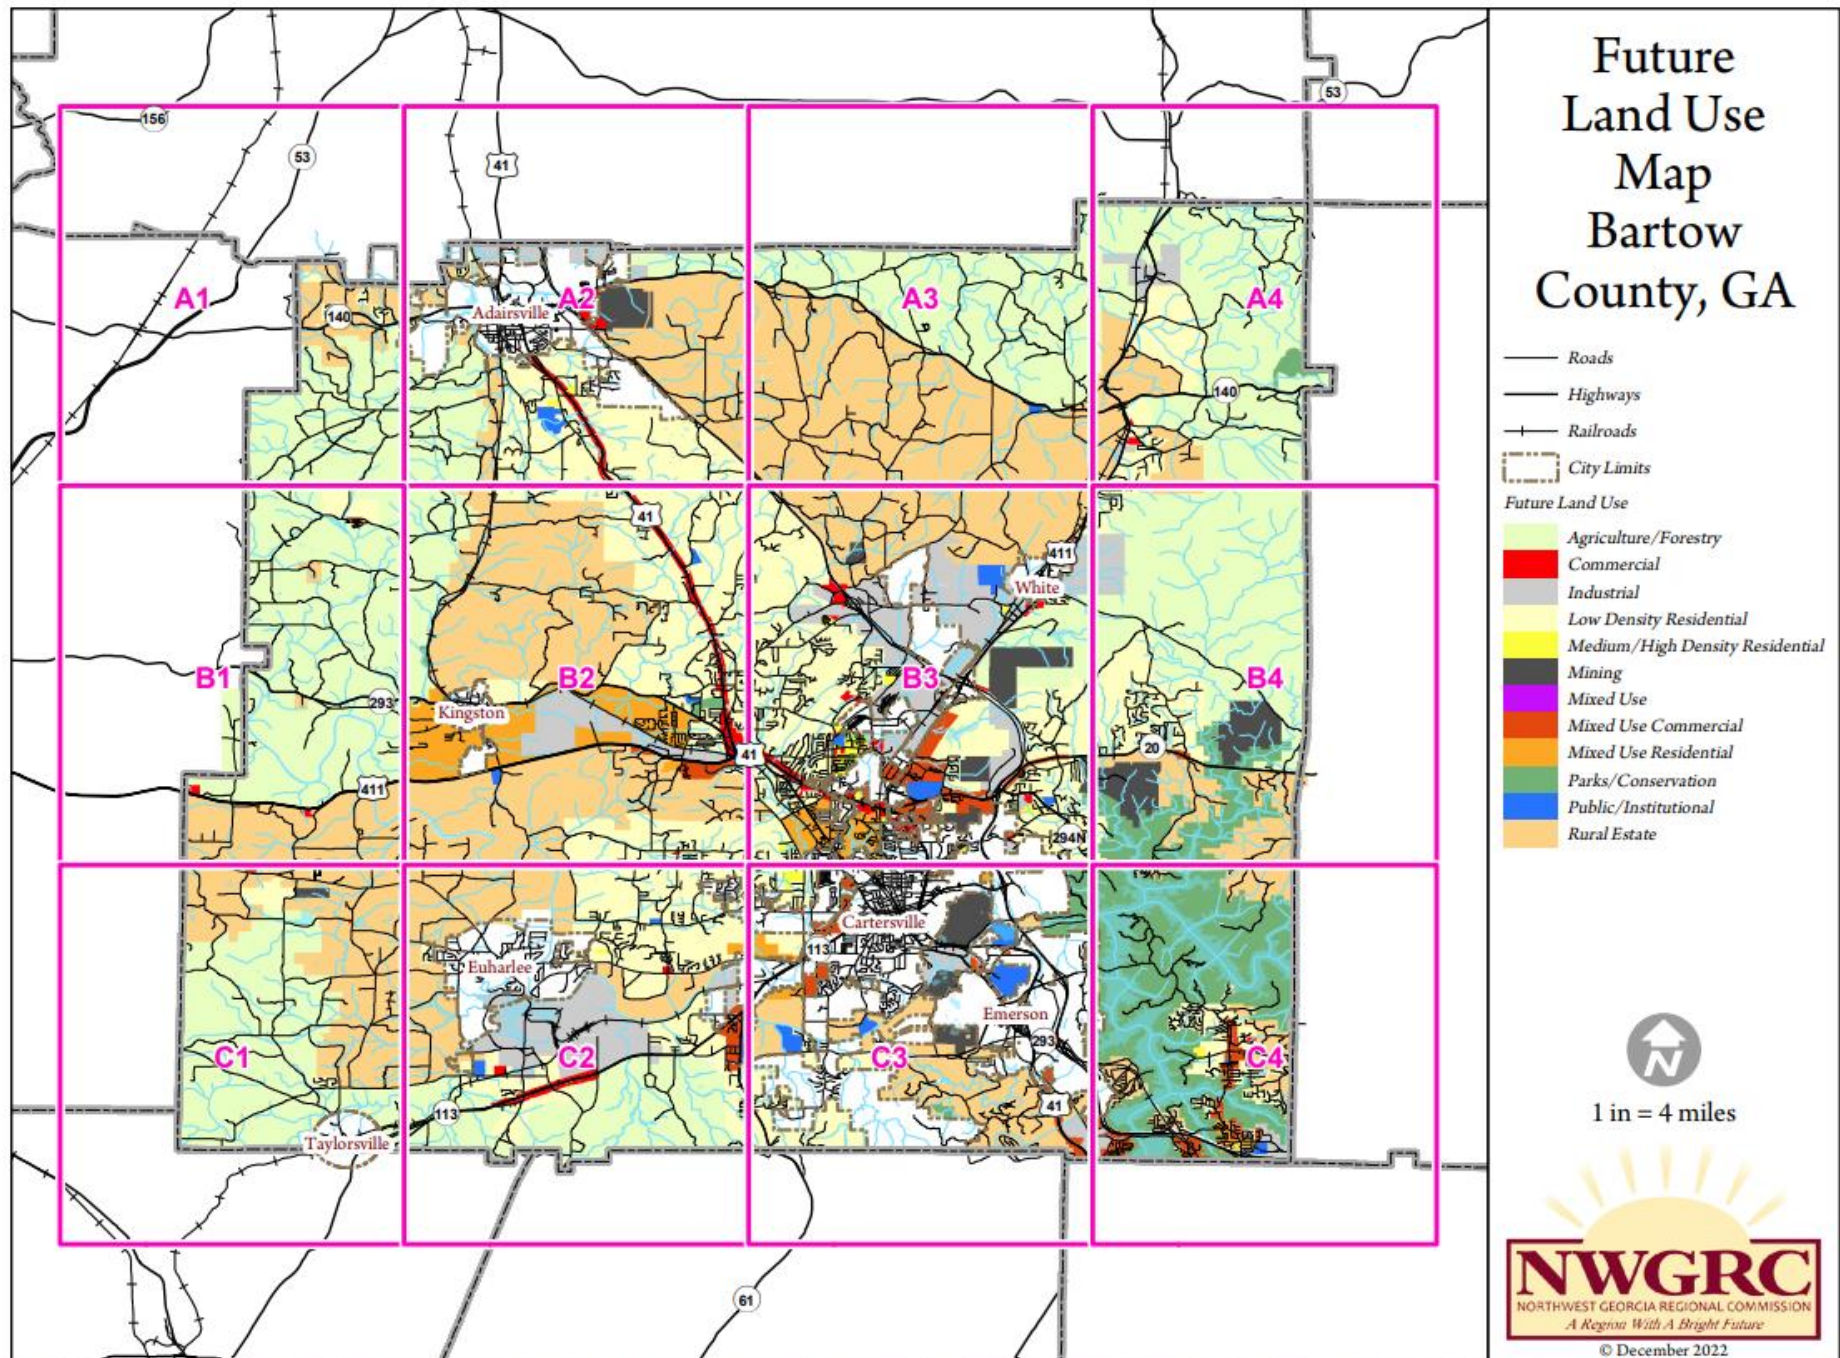 Future
Land Use
Map
Bartow
County, GA
Roads
Highways
Railroads
City Limits
Future Land Use
Agriculture/Forestry
Commercial
Industrial
Low Density Residential
Medium/High Density Residential
Mining
Mixed Use
Mixed Use Commercial
Mixed Use Residential
Parks/Conservation
Public/Institutional
Rural Estate
N
1 in = 4 miles
NWGRC
NORTHWEST GEORGIA REGIONAL COMMISSION
A Region With A Bright Future
© December 2022
53
156
53
41
A1
A2
A3
A4
140
Adairsville
140
41
411
White
B1
B2
B3
B4
293
Kingston
41
20
411
294N
Cartersville
113
Euharlee
Emerson
293
C1
C2
C3
C4
113
41
Taylorsville
61